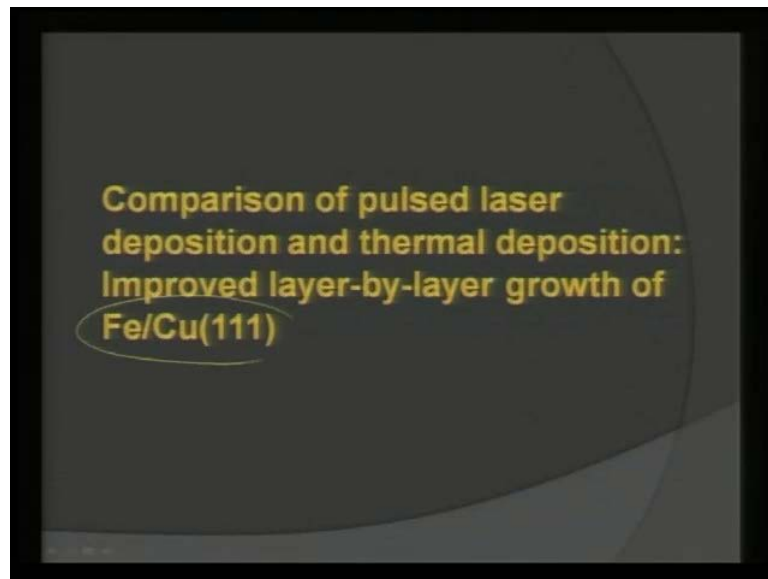 Comparison of pulsed laser
deposition and thermal deposition:
Improved layer-by-layer growth of
Fe/Cu(111)